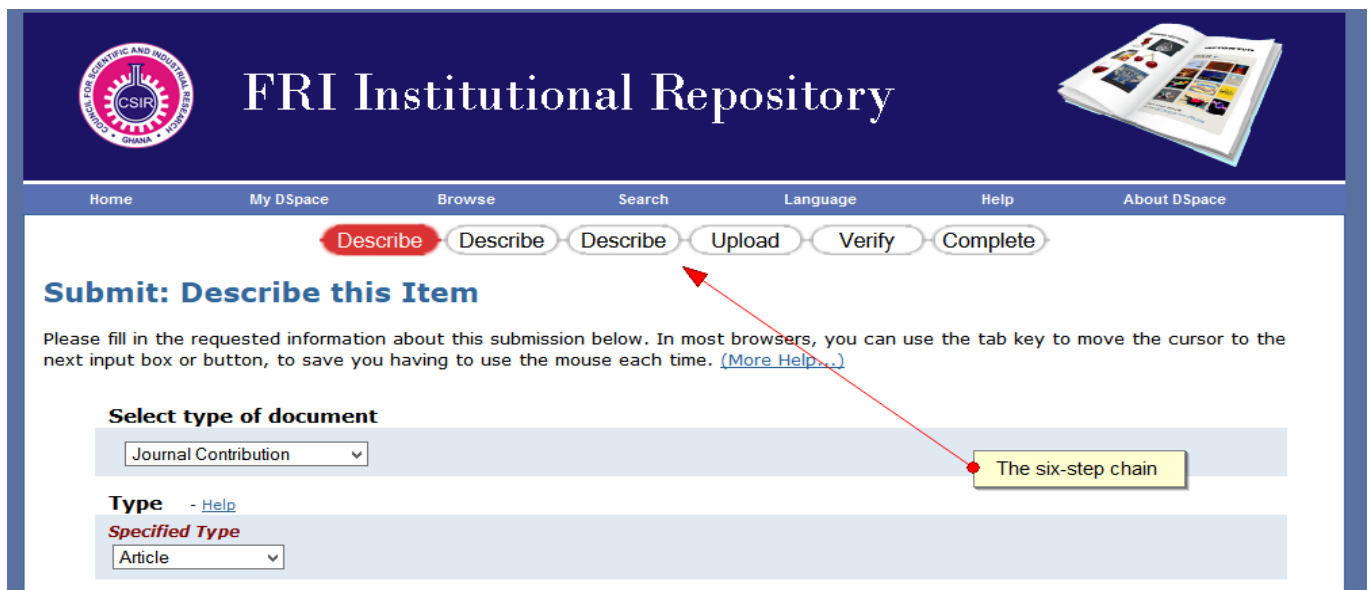 COUNCIL FOR SCIENTIFIC AND INDUSTRIAL RESEARCH
CSIR
GHANA
FRI Institutional Repository
Home My DSpace Browse Search Language Help About DSpace
Describe Describe Describe Upload Verify Complete
Submit: Describe this Item
Please fill in the requested information about this submission below. In most browsers, you can use the tab key to move the cursor to the
next input box or button, to save you having to use the mouse each time. (More Help...)
Select type of document
Journal Contribution
The six-step chain
Type - Help
Specified Type
Article